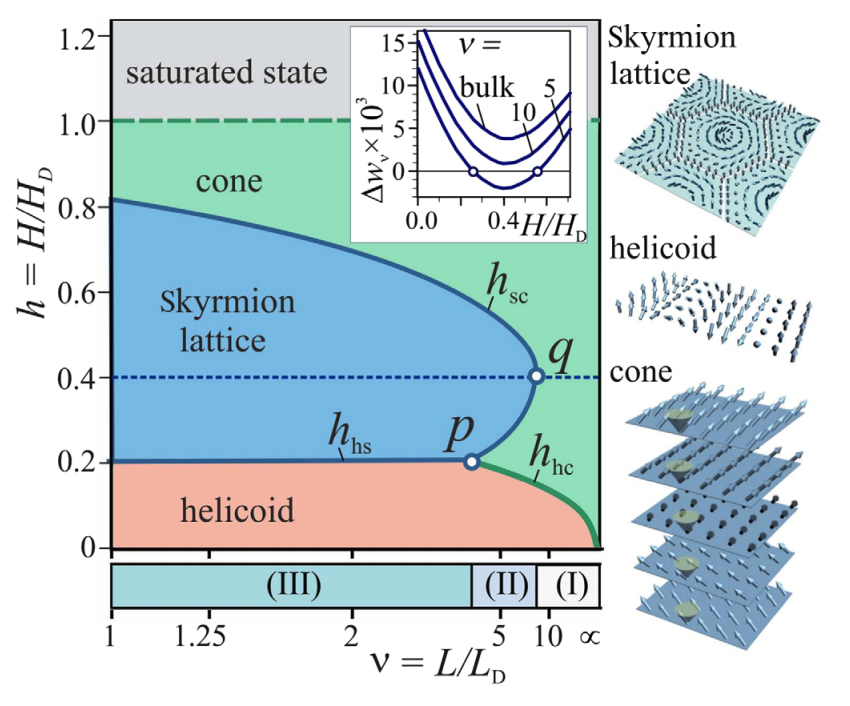 1.2
saturated state
1.0
cone
0.8
h = H/H_D
0.6
Skyrmion
lattice
h_sc
0.4
q
h_hs
p
h_hc
0.2
helicoid
0
(III) (II) (I)
1 1.25 2 5 10 ∝
ν = L/L_D
15
10
5
0
Δw_ν×10³
ν =
bulk
10
5
0.0 0.4 H/H_D
Skyrmion
lattice
helicoid
cone